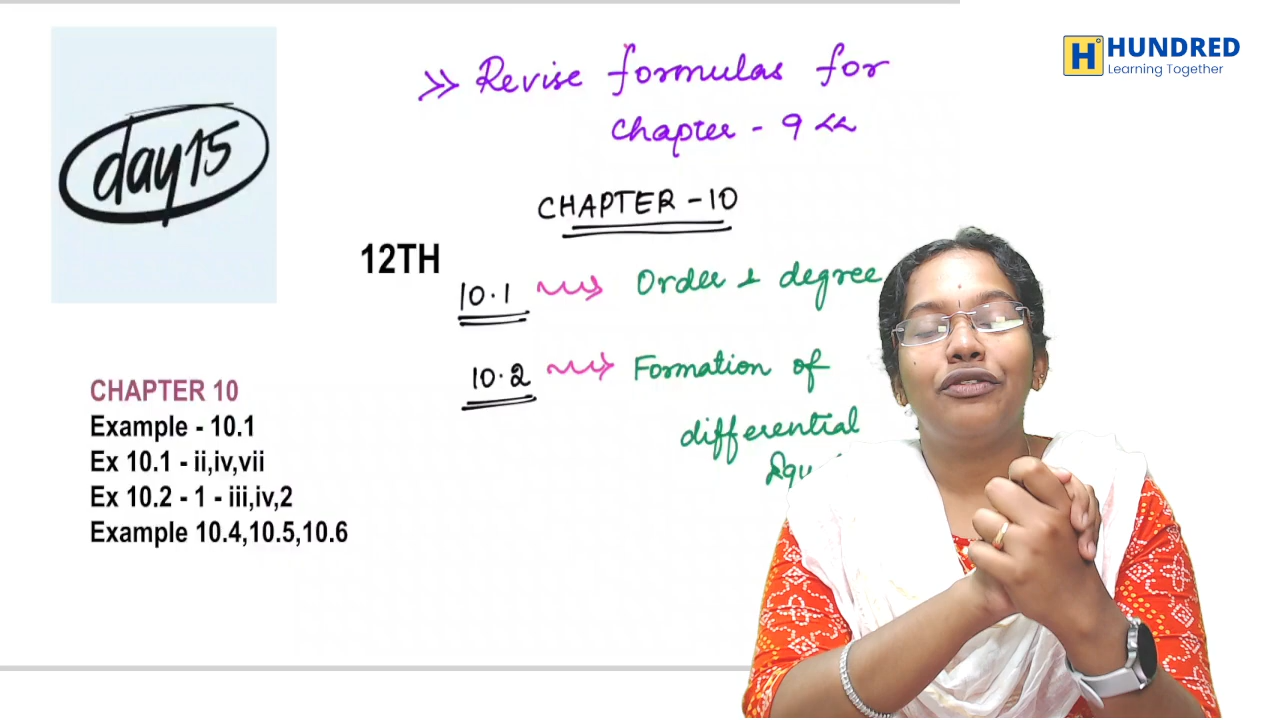 day 15
>> Revise formulas for
chapter - 9 <<
CHAPTER - 10
12TH
10.1 Order & degree
10.2 Formation of
differential
CHAPTER 10
Example - 10.1
Ex 10.1 - ii,iv,vii
Ex 10.2 - 1 - iii,iv,2
Example 10.4,10.5,10.6
H° HUNDRED
Learning Together